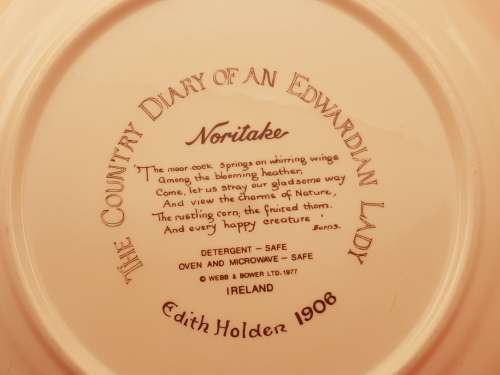 THE COUNTRY DIARY OF AN EDWARDIAN LADY
Noritake
'The moor cock springs on whirring wings
Among the blooming heather,
Come, let us stray our gladsome way
And view the charms of Nature,
The rustling corn, the fruited thorn,
And every happy creature'
Burns.
DETERGENT - SAFE
OVEN AND MICROWAVE - SAFE
© WEBB & BOWER LTD. 1977
IRELAND
Edith Holden 1906